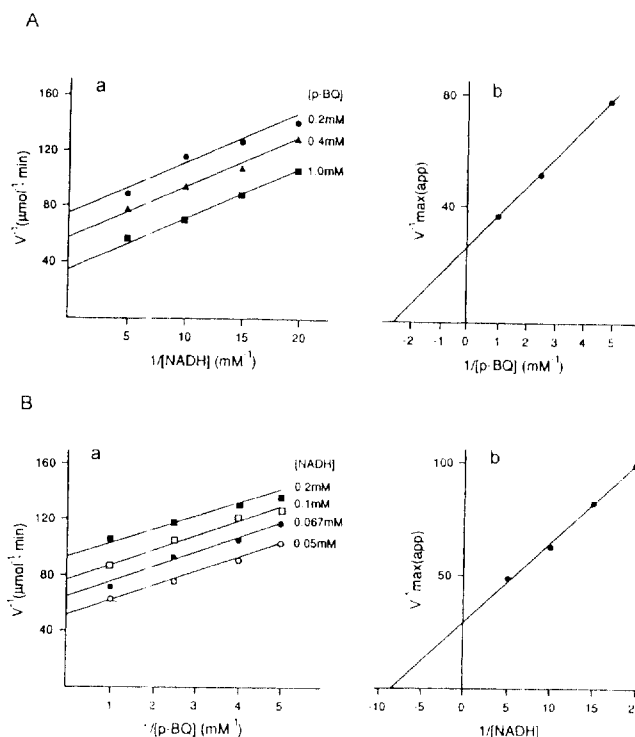 A
a
b
[p-BQ]
160
120
80
40
V⁻¹(μmol⁻¹ min)
0.2mM
0.4mM
1.0mM
5
10
15
20
1/[NADH] (mM⁻¹)
80
40
V⁻¹max(app)
-2
-1
0
1
2
3
4
5
1/[p-BQ] (mM⁻¹)
B
a
b
[NADH]
160
120
80
40
V⁻¹(μmol⁻¹ min)
0.2mM
0.1mM
0.067mM
0.05mM
0
1
2
3
4
5
1/[p-BQ] (mM⁻¹)
100
50
V⁻¹max(app)
-10
-5
0
5
10
15
20
1/[NADH]